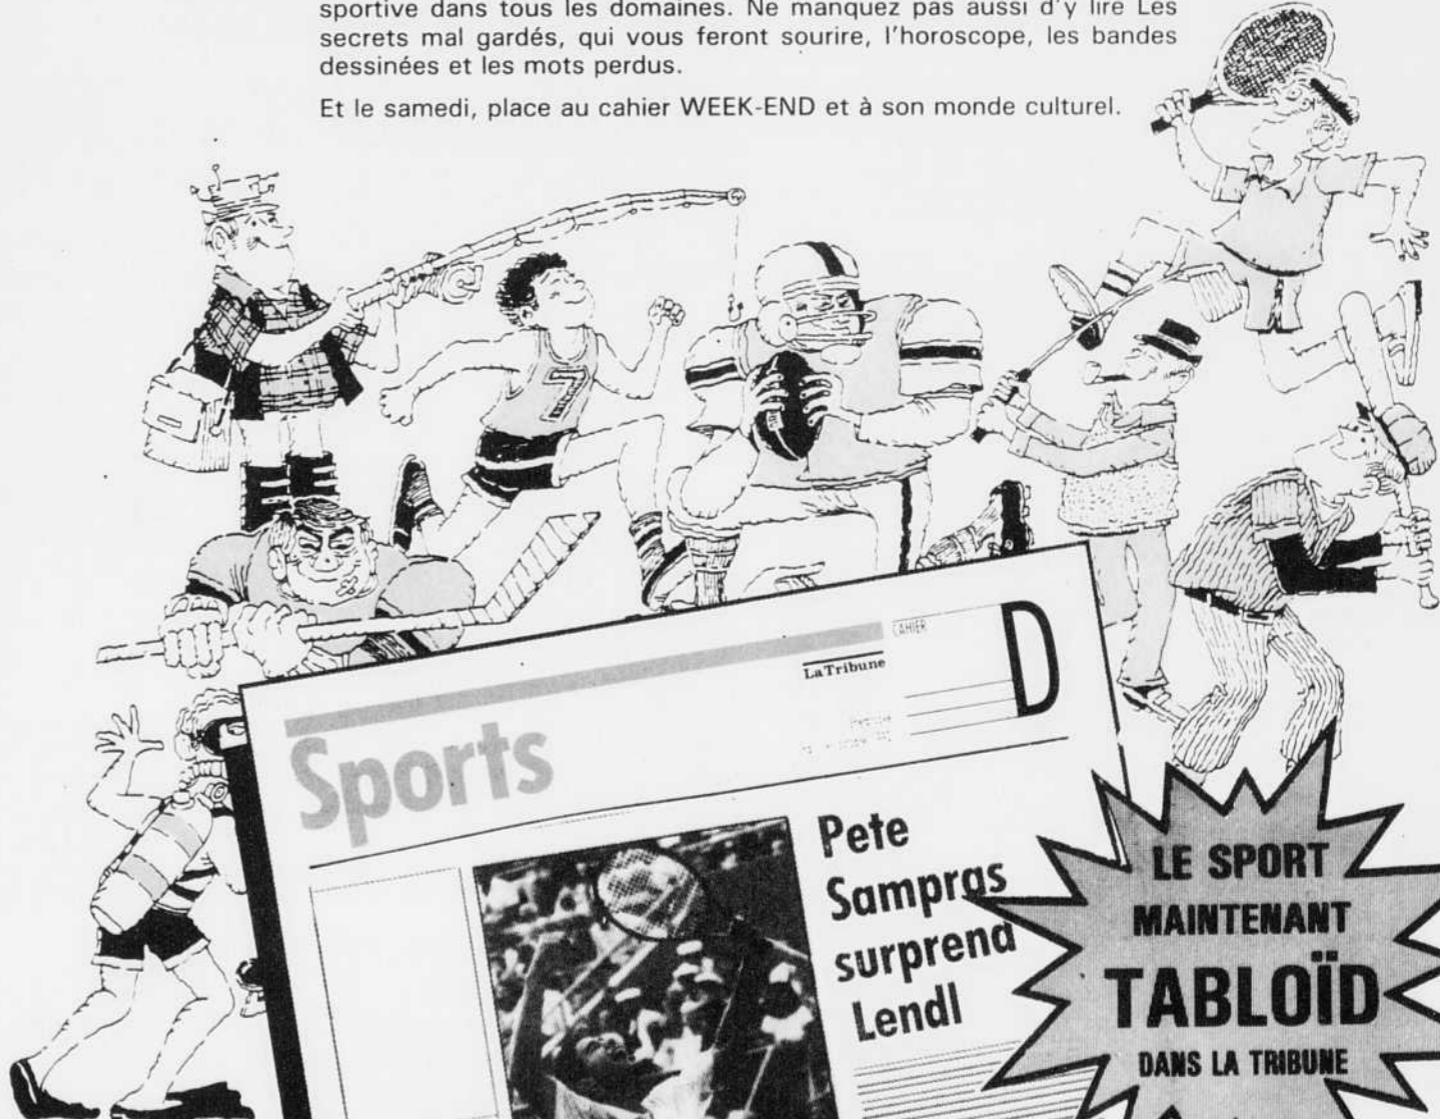 sportive dans tous les domaines. Ne manquez pas aussi d'y lire Les
secrets mal gardés, qui vous feront sourire, l'horoscope, les bandes
dessinées et les mots perdus.
Et le samedi, place au cahier WEEK-END et à son monde culturel.
7
CAHIER
D
La Tribune
Sports
Pete
Sampras
surprend
Lendl
LE SPORT
MAINTENANT
TABLOÏD
DANS LA TRIBUNE